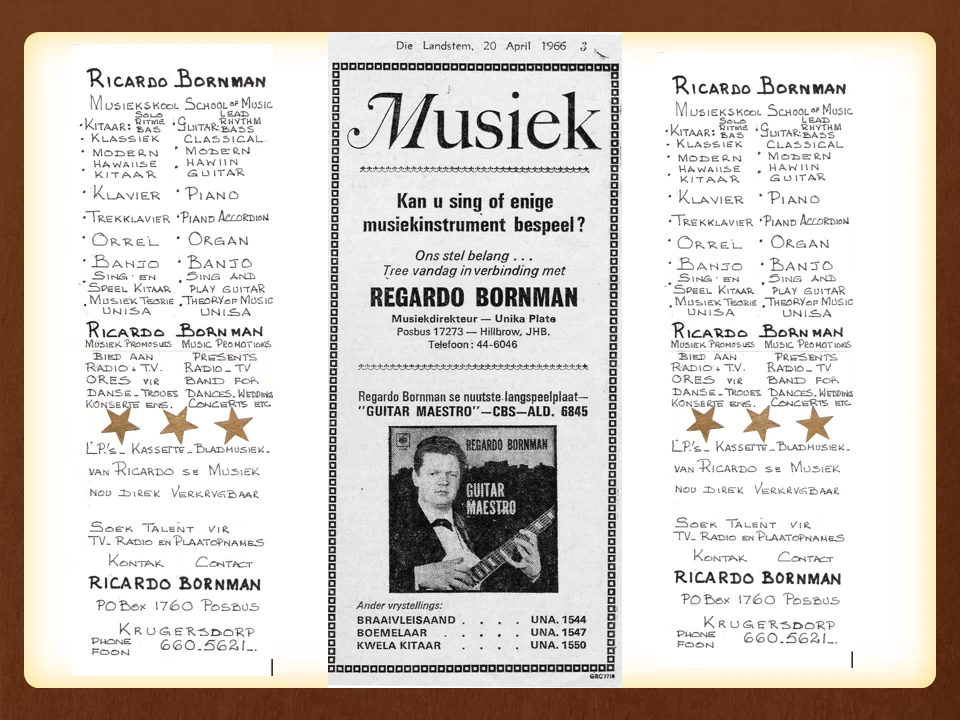 RICARDO BORNMAN
MUSIEKSKOOL SCHOOL OF MUSIC
• KITAAR: SOLO RITME BAS • GUITAR: LEAD RHYTHM BASS
• KLASSIEK CLASSICAL
• MODERN • MODERN
HAWAIISE HAWIIN
• KITAAR GUITAR
• KLAVIER • PIANO
• TREKKLAVIER • PIANO ACCORDION
• ORREL • ORGAN
• BANJO • BANJO
SING - EN SING AND
• SPEEL KITAAR PLAY GUITAR
• MUSIEK TEORIE • THEORY OF MUSIC
UNISA UNISA
RICARDO BORNMAN
MUSIEK PROMOSIES MUSIC PROMOTIONS
BIED AAN PRESENTS
RADIO & T.V. RADIO - TV
ORES VIR BAND FOR
DANSE - TROUES DANCES. WEDDING
KONSERTE ENS. CONCERTS ETC
L.P.'s - KASSETTE - BLADMUSIEK -
VAN RICARDO SE MUSIEK
NOU DIREK VERKRYGBAAR
SOEK TALENT VIR
TV - RADIO EN PLAATOPNAMES
KONTAK CONTACT
RICARDO BORNMAN
PO BOX 1760 POSBUS
KRUGERSDORP
PHONE FOON 660.5621.
Die Landstem, 20 April 1966 3
Musiek
Kan u sing of enige
musiekinstrument bespeel?
Ons stel belang . . .
Tree vandag in verbinding met
REGARDO BORNMAN
Musiekdirekteur — Unika Plate
Posbus 17273 — Hillbrow, JHB.
Telefoon: 44-6046
Regardo Bornman se nuutste langspeelplaat—
"GUITAR MAESTRO"—CBS—ALD. 6845
REGARDO BORNMAN
GUITAR
MAESTRO
Ander vrystellings:
BRAAIVLEISAAND . . . . UNA. 1544
BOEMELAAR . . . . . UNA. 1547
KWELA KITAAR . . . . UNA. 1550
GRC7718
RICARDO BORNMAN
MUSIEKSKOOL SCHOOL OF MUSIC
• KITAAR: SOLO RITME BAS • GUITAR: LEAD RHYTHM BASS
• KLASSIEK CLASSICAL
• MODERN • MODERN
HAWAIISE HAWIIN
• KITAAR GUITAR
• KLAVIER • PIANO
• TREKKLAVIER • PIANO ACCORDION
• ORREL • ORGAN
• BANJO • BANJO
SING - EN SING AND
• SPEEL KITAAR PLAY GUITAR
• MUSIEK TEORIE • THEORY OF MUSIC
UNISA UNISA
RICARDO BORNMAN
MUSIEK PROMOSIES MUSIC PROMOTIONS
BIED AAN PRESENTS
RADIO & T.V. RADIO - TV
ORES VIR BAND FOR
DANSE - TROUES DANCES. WEDDING
KONSERTE ENS. CONCERTS ETC
L.P.'s - KASSETTE - BLADMUSIEK -
VAN RICARDO SE MUSIEK
NOU DIREK VERKRYGBAAR
SOEK TALENT VIR
TV - RADIO EN PLAATOPNAMES
KONTAK CONTACT
RICARDO BORNMAN
PO BOX 1760 POSBUS
KRUGERSDORP
PHONE FOON 660.5621.